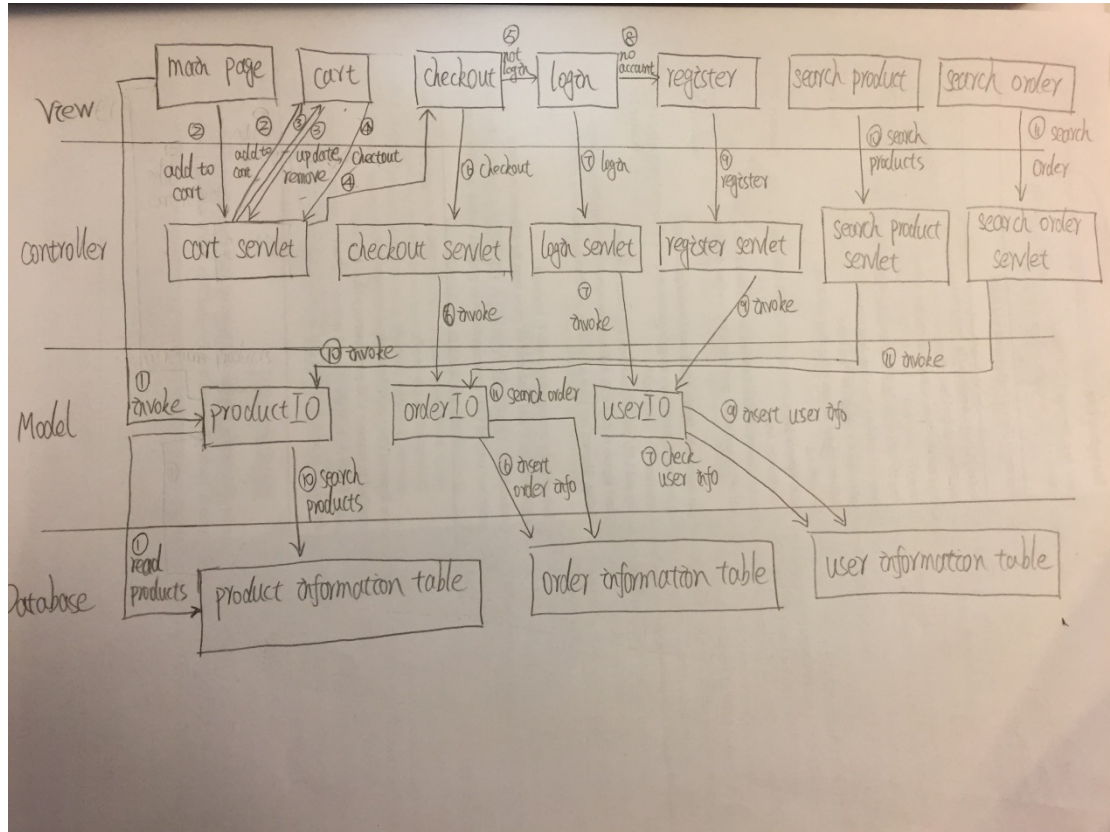 View
main page
cart
checkout
⑤
not
login
login
⑧
no
account
register
search product
search order
②
add to
cart
②
add to
cart
③
③
update,
remove
④
checkout
④
⑥ checkout
⑦ login
⑨
register
⑩ search
products
⑪ search
order
controller
cart servlet
checkout servlet
login servlet
register servlet
search product
servlet
search order
servlet
⑥ invoke
⑦
invoke
⑨ invoke
⑩ invoke
⑪ invoke
Model
①
invoke
productIO
orderIO
userIO
⑪ search order
⑨ insert user info
⑩ search
products
⑥ insert
order info
⑦ check
user info
Database
①
read
products
product information table
order information table
user information table